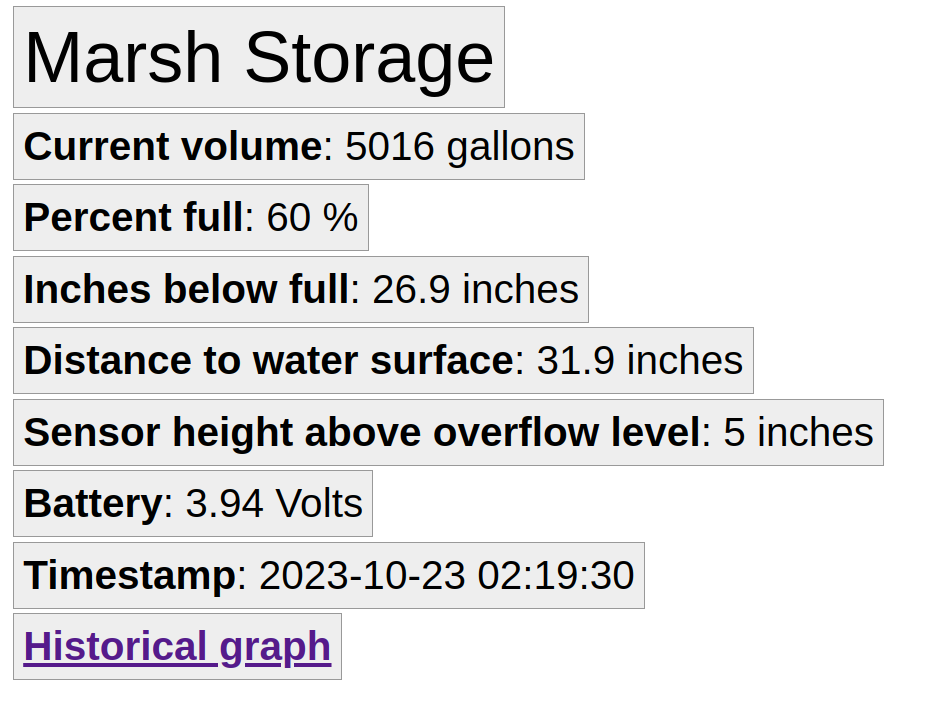 Marsh Storage
Current volume: 5016 gallons
Percent full: 60 %
Inches below full: 26.9 inches
Distance to water surface: 31.9 inches
Sensor height above overflow level: 5 inches
Battery: 3.94 Volts
Timestamp: 2023-10-23 02:19:30
Historical graph